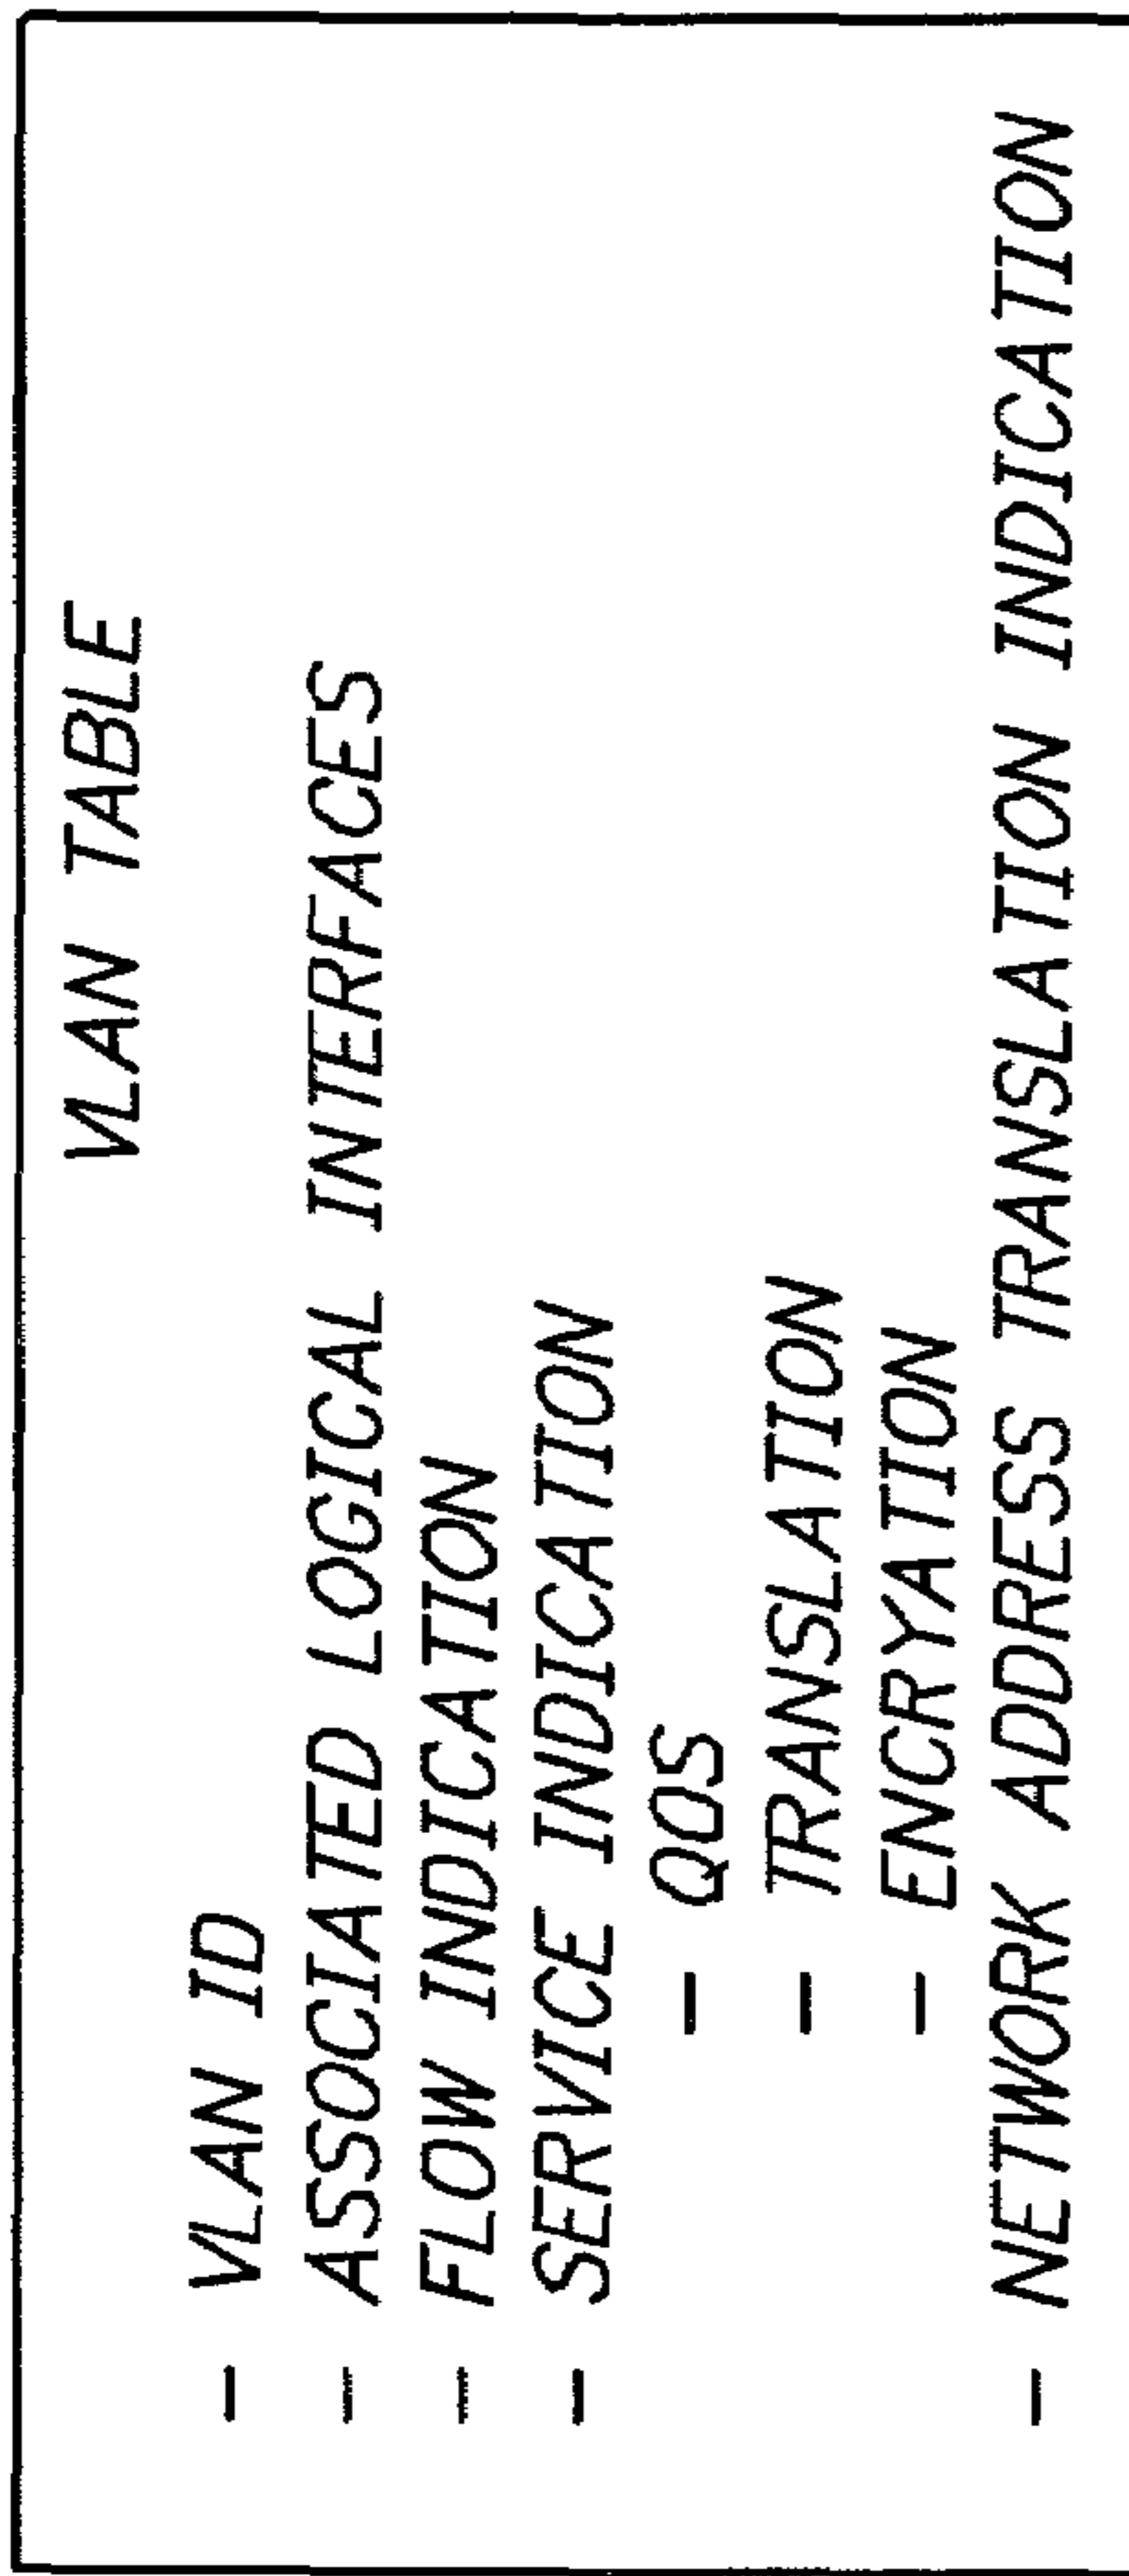 VLAN TABLE
- VLAN ID
- ASSOCIATED LOGICAL INTERFACES
- FLOW INDICATION
- SERVICE INDICATION
- QOS
- TRANSLATION
- ENCRYATION
- NETWORK ADDRESS TRANSLATION INDICATION